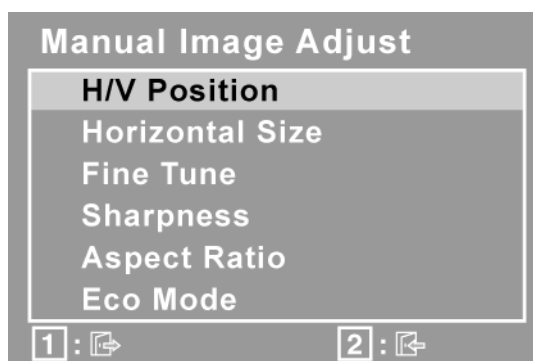 Manual Image Adjust
H/V Position
Horizontal Size
Fine Tune
Sharpness
Aspect Ratio
Eco Mode
1 : 2 :